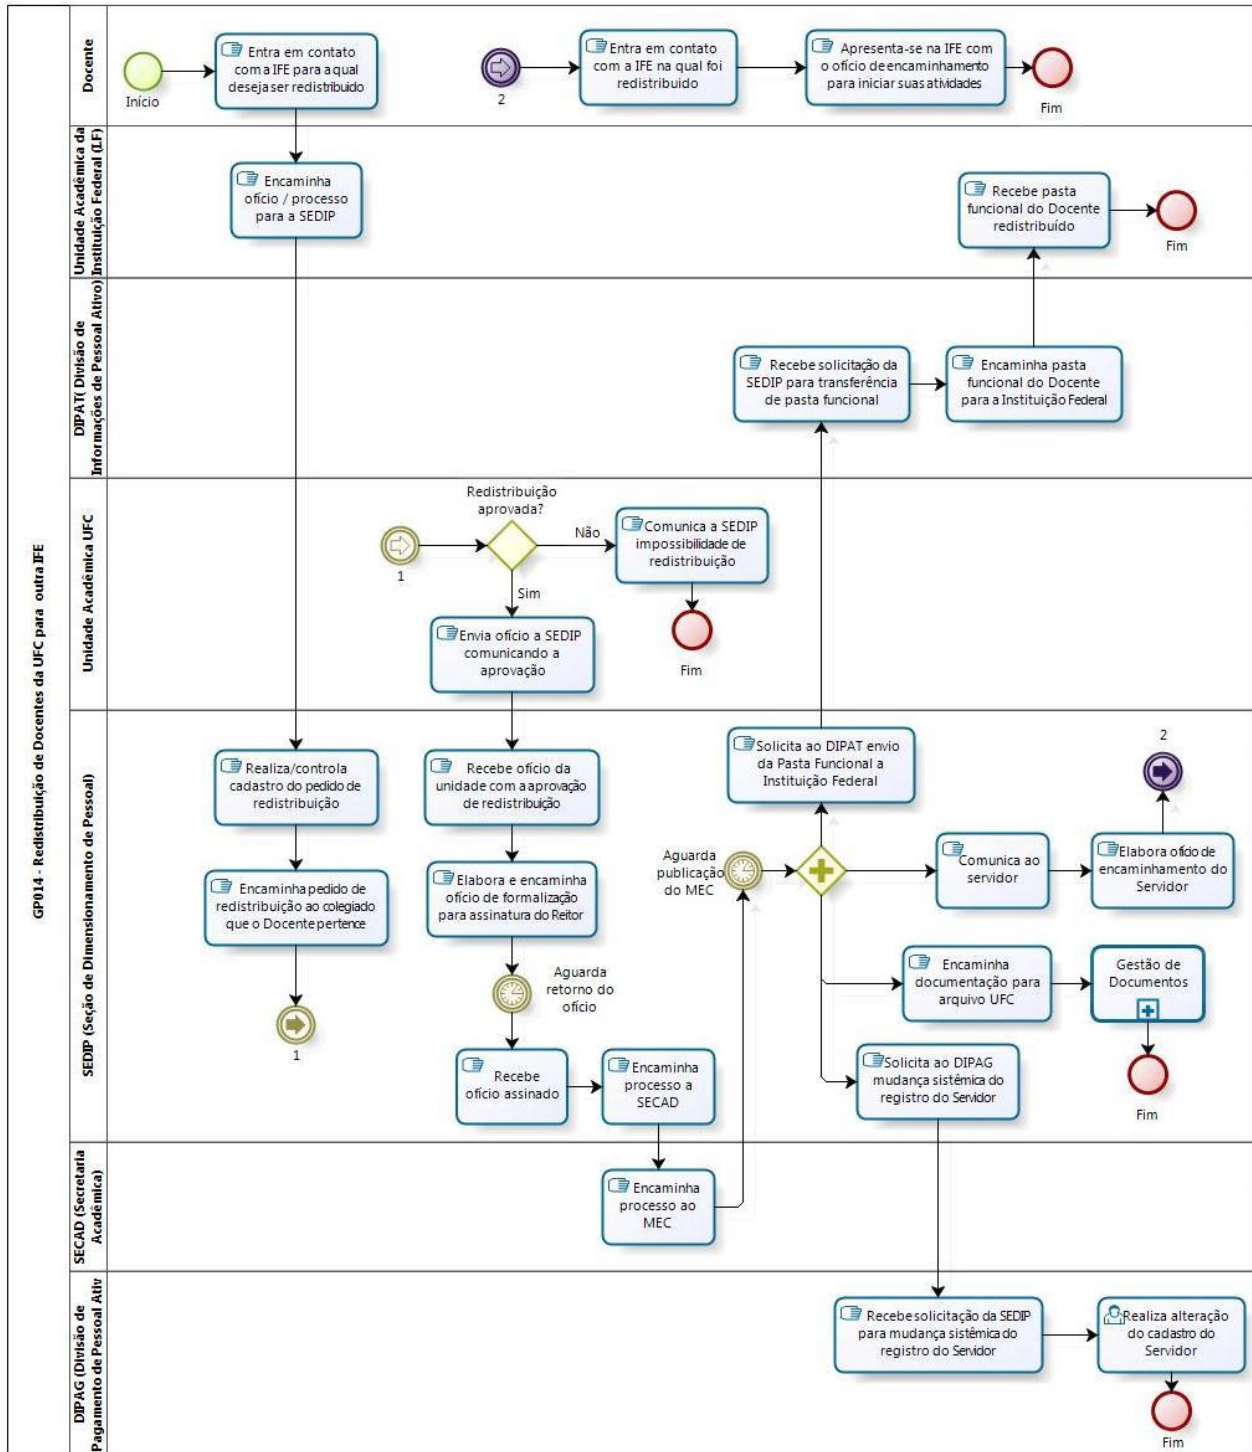 GP014 - Redistribuição de Docentes da UFC para outra IFE
Docente
Início
Entra em contato
com a IFE para a qual
deseja ser redistribuido
2
Entra em contato
com a IFE na qual foi
redistribuido
Apresenta-se na IFE com
o ofício de encaminhamento
para iniciar suas atividades
Fim
Unidade Acadêmica da
Instituição Federal (I.F)
Encaminha
ofício / processo
para a SEDIP
Recebe pasta
funcional do Docente
redistribuído
Fim
DIPAT( Divisão de
Informações de Pessoal Ativo)
Recebe solicitação da
SEDIP para transferência
de pasta funcional
Encaminha pasta
funcional do Docente
para a Instituição Federal
Unidade Acadêmica UFC
1
Redistribuição
aprovada?
Não
Sim
Comunica a SEDIP
impossibilidade de
redistribuição
Fim
Envia ofício a SEDIP
comunicando a
aprovação
SEDIP (Seção de Dimensionamento de Pessoal)
Realiza/controla
cadastro do pedido de
redistribuição
Encaminha pedido de
redistribuição ao colegiado
que o Docente pertence
1
Recebe ofício da
unidade com a aprovação
de redistribuição
Elabora e encaminha
ofício de formalização
para assinatura do Reitor
Aguarda
retorno do
ofício
Recebe
ofício assinado
Encaminha
processo a
SECAD
Aguarda
publicação
do MEC
Solicita ao DIPAT envio
da Pasta Funcional a
Instituição Federal
Comunica ao
servidor
Elabora ofício de
encaminhamento do
Servidor
2
Encaminha
documentação para
arquivo UFC
Gestão de
Documentos
Fim
Solicita ao DIPAG
mudança sistêmica do
registro do Servidor
SECAD (Secretaria
Acadêmica)
Encaminha
processo ao
MEC
DIPAG (Divisão de
Pagamento de Pessoal Ativ
Recebe solicitação da SEDIP
para mudança sistêmica do
registro do Servidor
Realiza alteração
do cadastro do
Servidor
Fim